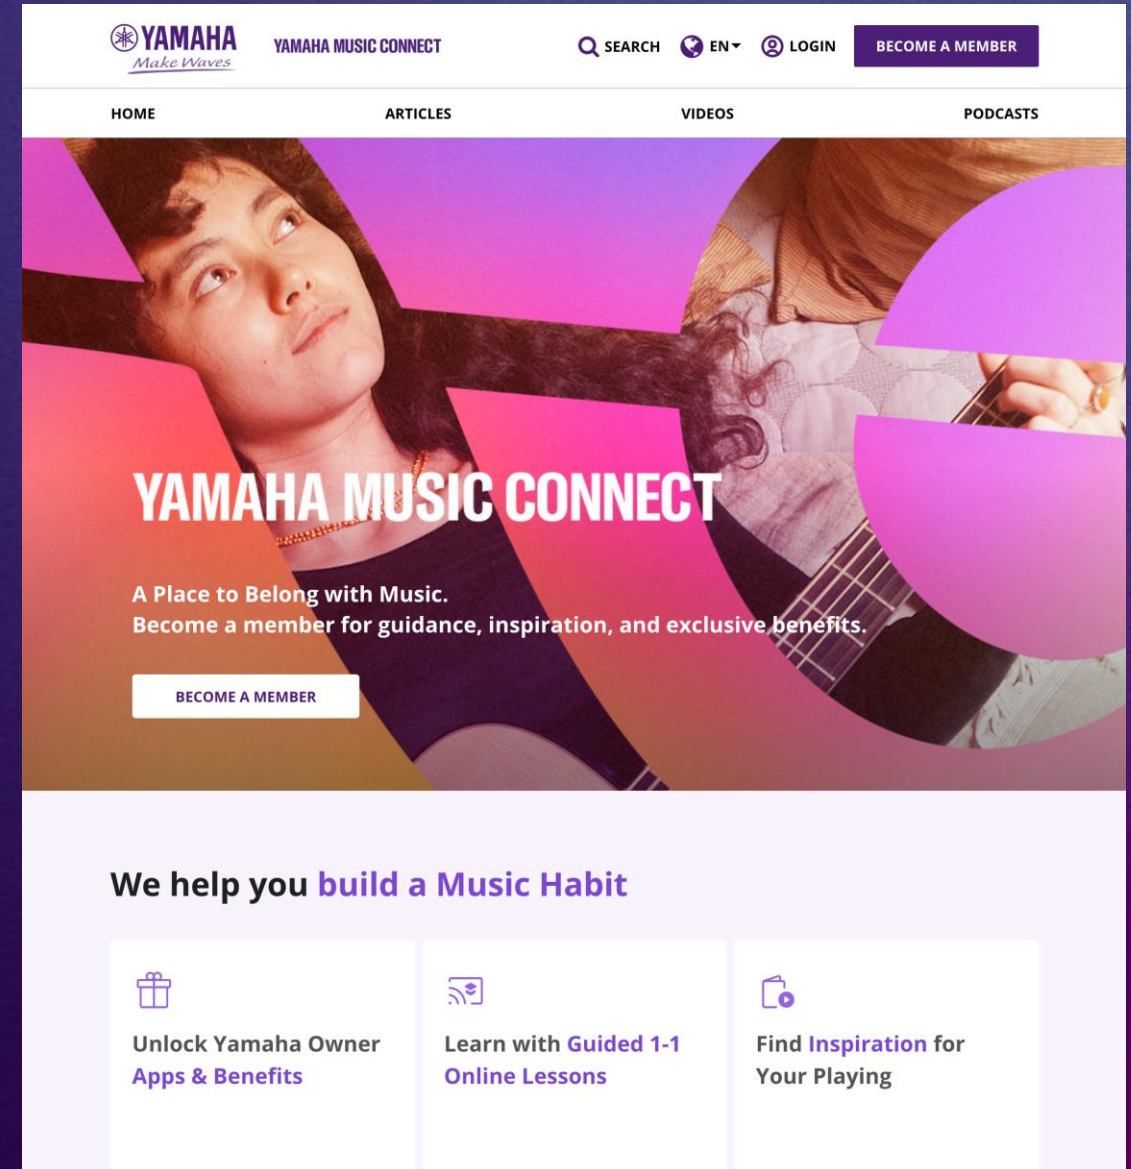 YAMAHA
Make Waves
YAMAHA MUSIC CONNECT
SEARCH
EN
LOGIN
BECOME A MEMBER
HOME
ARTICLES
VIDEOS
PODCASTS
YAMAHA MUSIC CONNECT
A Place to Belong with Music.
Become a member for guidance, inspiration, and exclusive benefits.
BECOME A MEMBER
We help you build a Music Habit
Unlock Yamaha Owner
Apps & Benefits
Learn with Guided 1-1
Online Lessons
Find Inspiration for
Your Playing